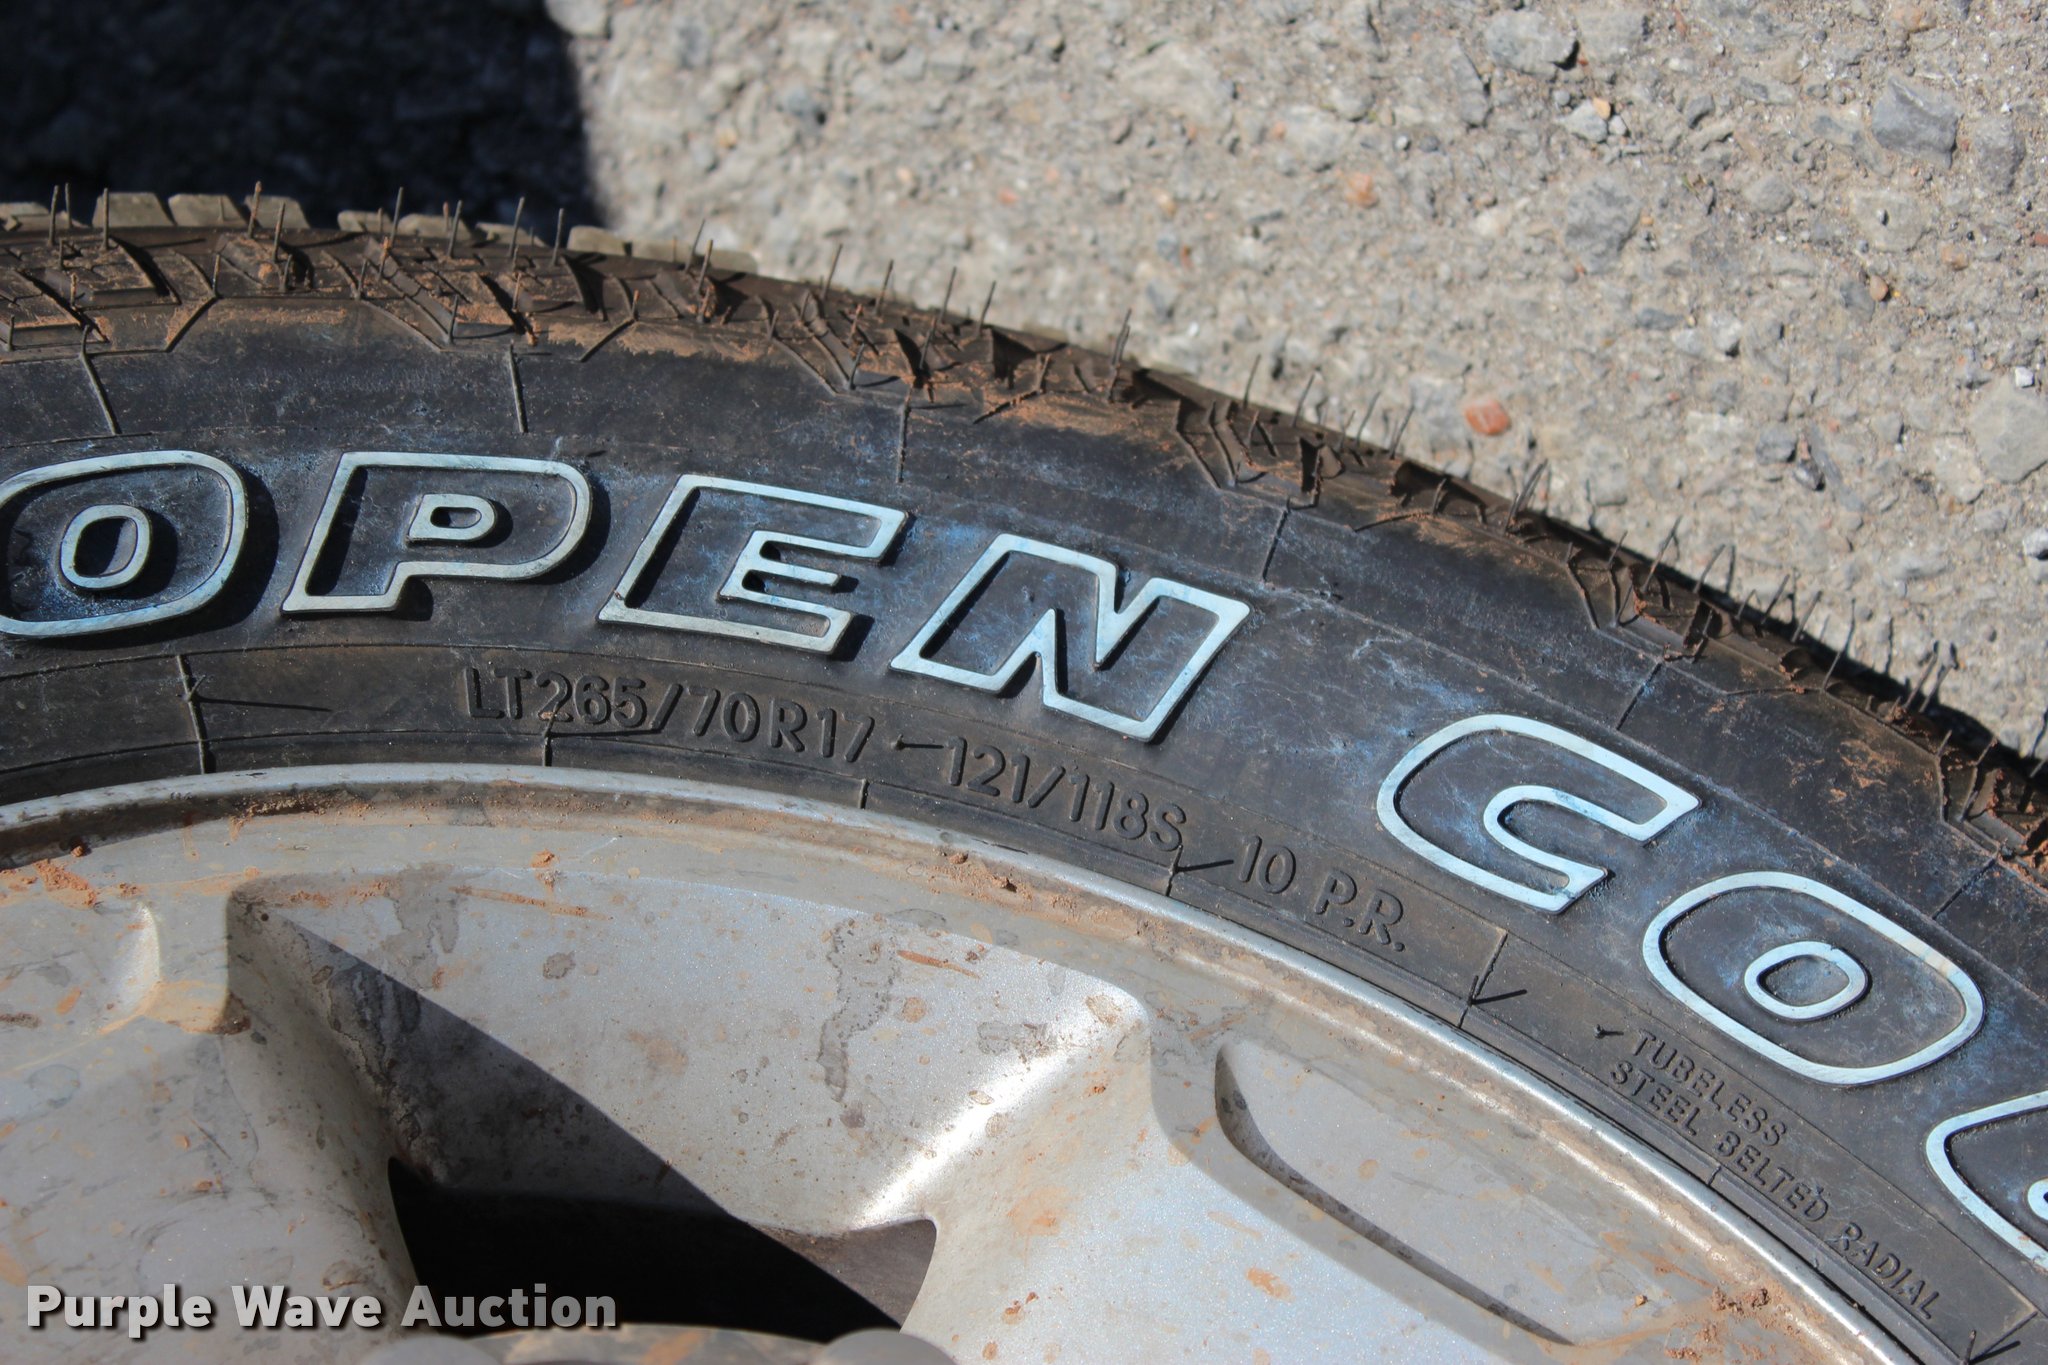 OPEN CO
LT265/70R17 121/118S 10 P.R.
TUBELESS
STEEL BELTED RADIAL
Purple Wave Auction